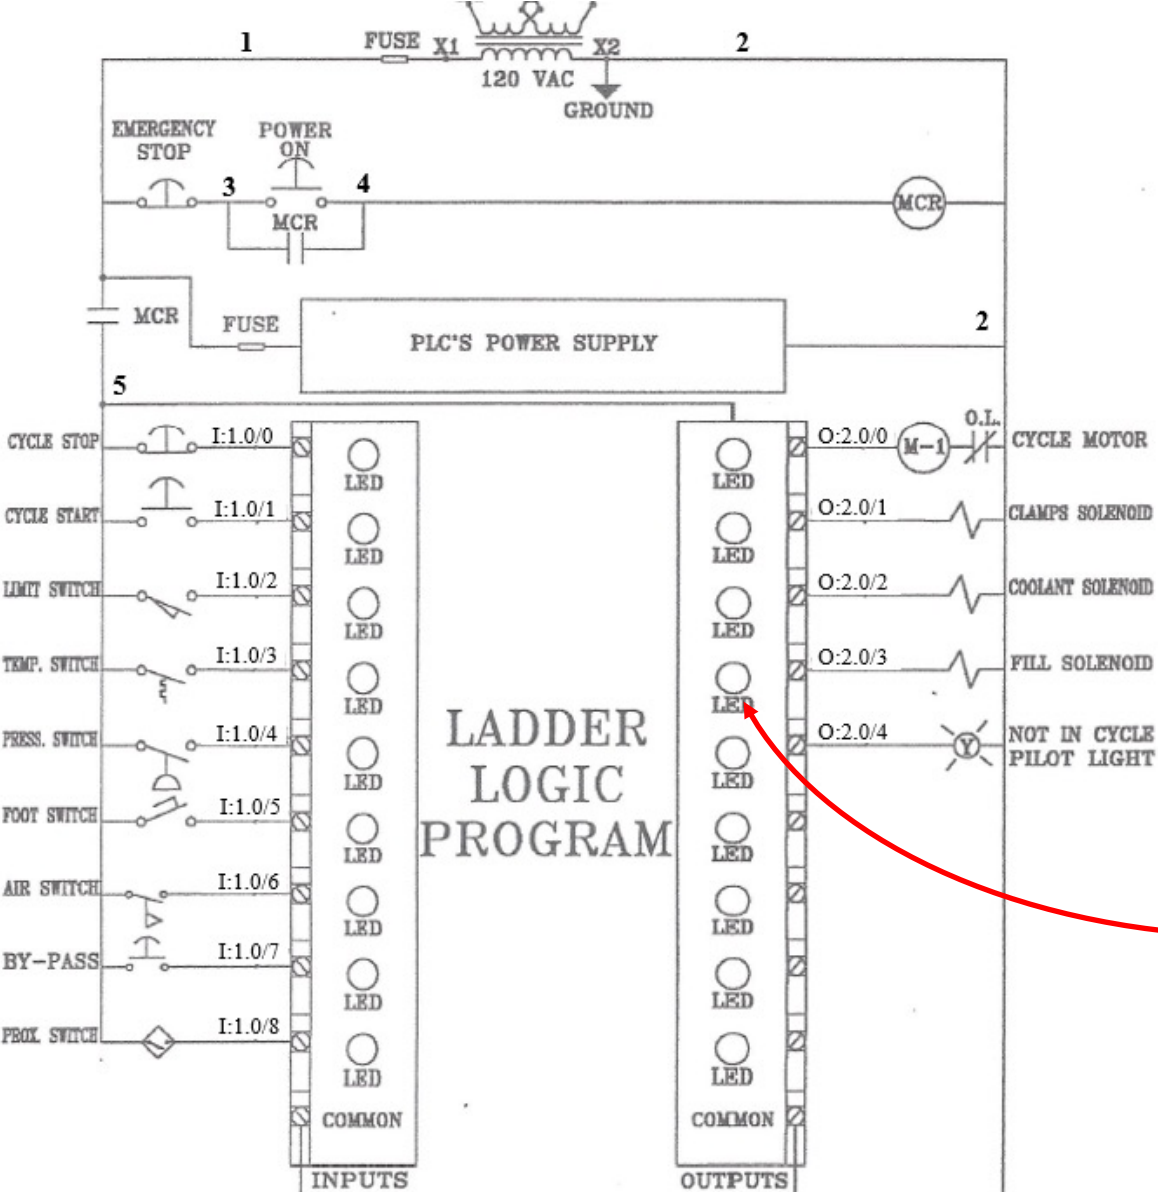 1
FUSE
X1
X2
2
120 VAC
GROUND
EMERGENCY
STOP
POWER
ON
3
4
MCR
MCR
MCR
FUSE
PLC'S POWER SUPPLY
2
5
CYCLE STOP
I:1.0/0
LED
LED
O:2.0/0
M-1
O.L.
CYCLE MOTOR
CYCLE START
I:1.0/1
LED
LED
O:2.0/1
CLAMPS SOLENOID
LIMIT SWITCH
I:1.0/2
LED
LED
O:2.0/2
COOLANT SOLENOID
TEMP. SWITCH
I:1.0/3
LED
LED
O:2.0/3
FILL SOLENOID
PRESS. SWITCH
I:1.0/4
LED
LED
O:2.0/4
Y
NOT IN CYCLE
PILOT LIGHT
FOOT SWITCH
I:1.0/5
LED
LED
AIR SWITCH
I:1.0/6
LED
LED
BY-PASS
I:1.0/7
LED
LED
PROX. SWITCH
I:1.0/8
LED
LED
LADDER
LOGIC
PROGRAM
COMMON
COMMON
INPUTS
OUTPUTS